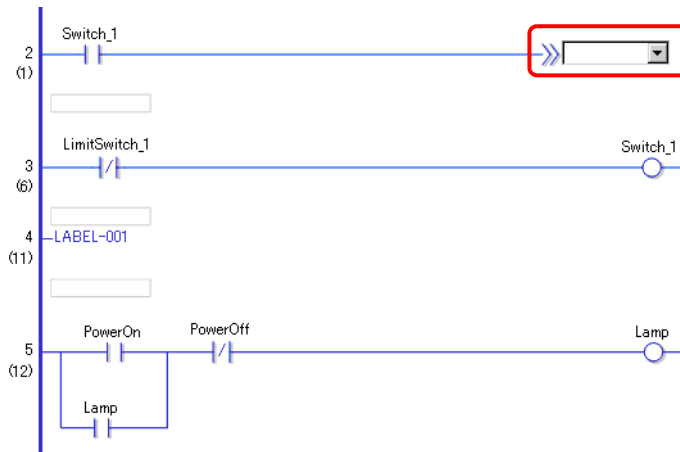 Switch_1
2
(1)
LimitSwitch_1
Switch_1
3
(6)
4
LABEL-001
(11)
PowerOn
PowerOff
Lamp
5
(12)
Lamp